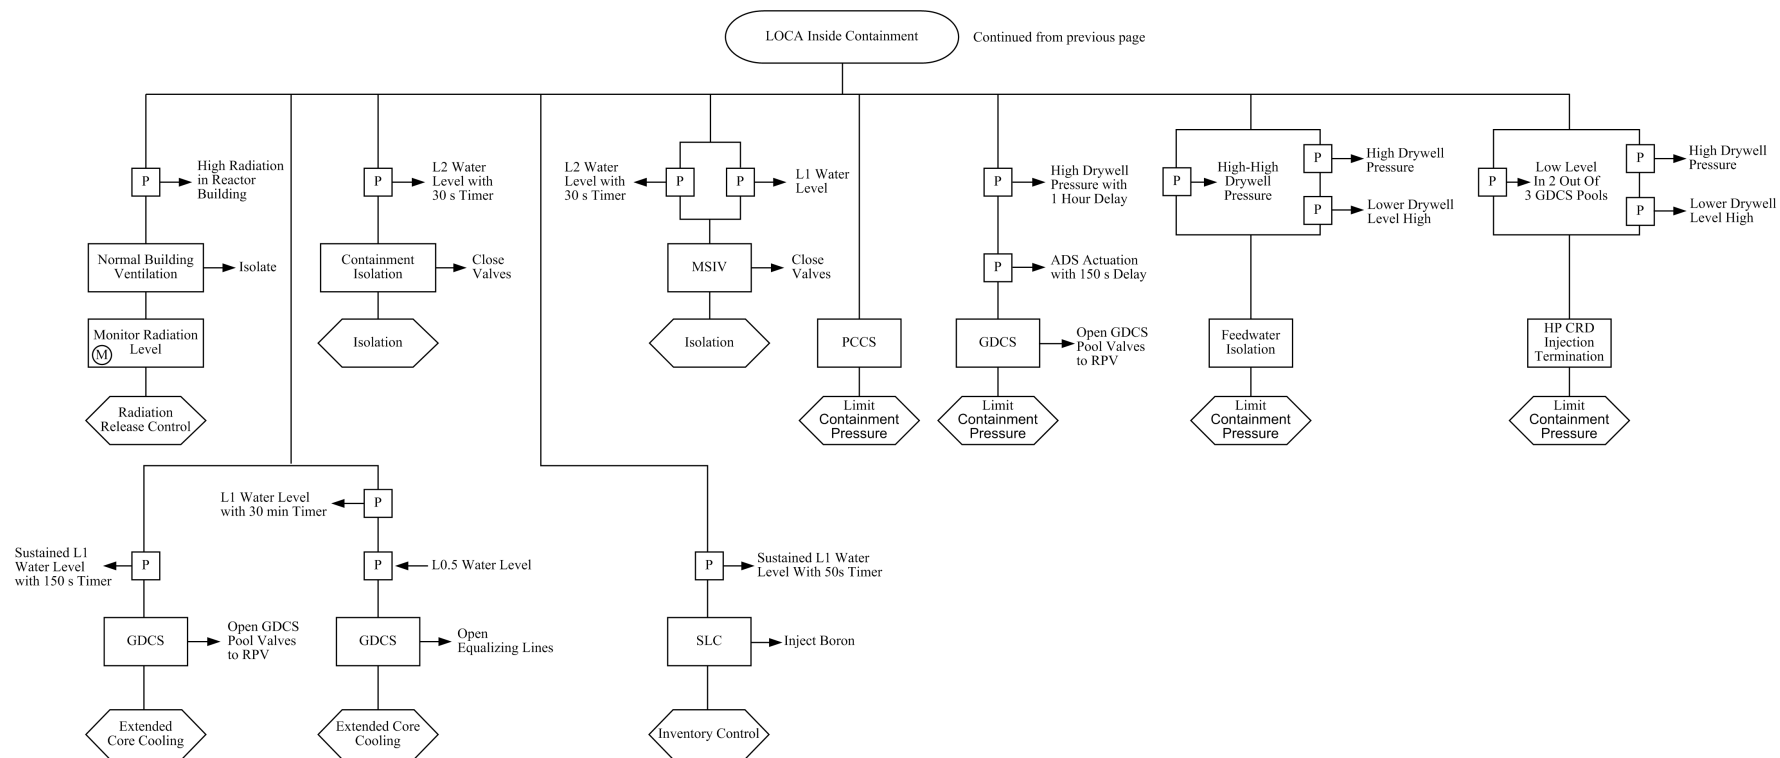 LOCA Inside Containment
Continued from previous page
P
High Radiation
in Reactor
Building
Normal Building
Ventilation
Isolate
Monitor Radiation
Level
M
Radiation
Release Control
P
L2 Water
Level with
30 s Timer
Containment
Isolation
Close
Valves
Isolation
L2 Water
Level with
30 s Timer
P
P
L1 Water
Level
MSIV
Close
Valves
Isolation
PCCS
Limit
Containment
Pressure
P
High Drywell
Pressure with
1 Hour Delay
P
ADS Actuation
with 150 s Delay
GDCS
Open GDCS
Pool Valves
to RPV
Limit
Containment
Pressure
P
High-High
Drywell
Pressure
P
High Drywell
Pressure
P
Lower Drywell
Level High
Feedwater
Isolation
Limit
Containment
Pressure
P
Low Level
In 2 Out Of
3 GDCS Pools
P
High Drywell
Pressure
P
Lower Drywell
Level High
HP CRD
Injection
Termination
Limit
Containment
Pressure
Sustained L1
Water Level
with 150 s Timer
P
GDCS
Open GDCS
Pool Valves
to RPV
Extended
Core Cooling
L1 Water Level
with 30 min Timer
P
P
L0.5 Water Level
GDCS
Open
Equalizing Lines
Extended Core
Cooling
P
Sustained L1 Water
Level With 50s Timer
SLC
Inject Boron
Inventory Control